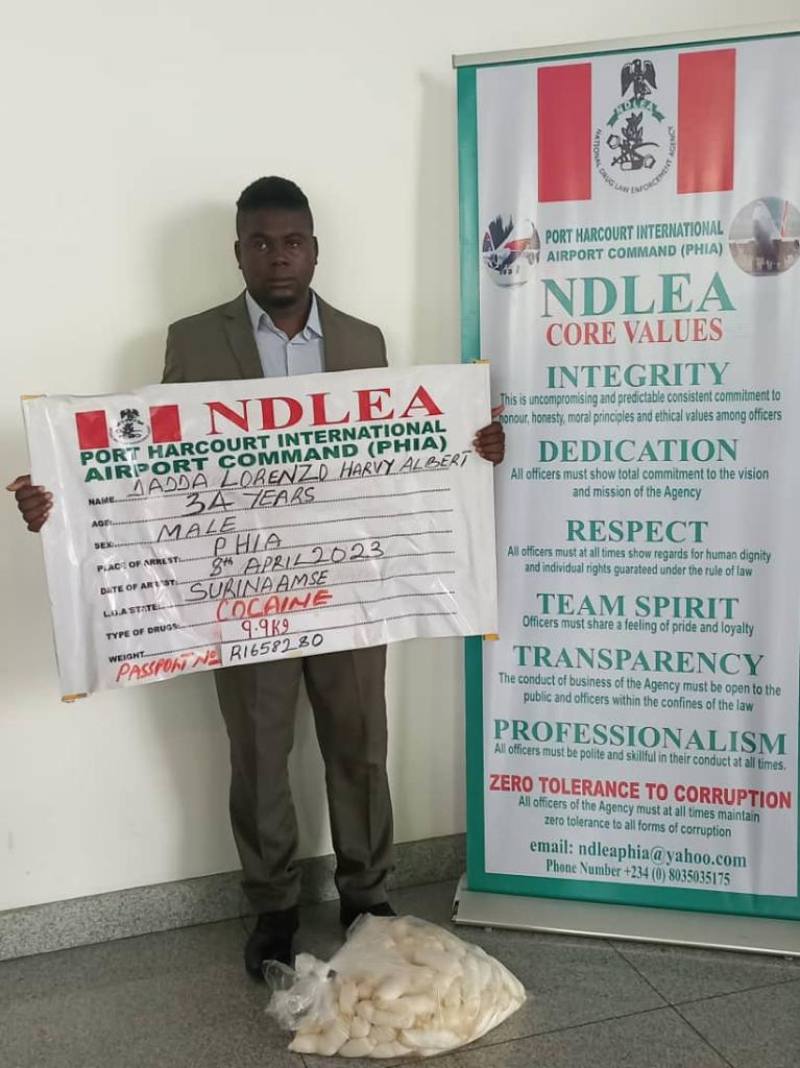 NDLEA
PORT HARCOURT INTERNATIONAL
AIRPORT COMMAND (PHIA)
NAME: JADDA LORENZO HARVY ALBERT
AGE: 34 YEARS
SEX: MALE
PLACE OF ARREST: PHIA
DATE OF ARREST: 8th APRIL 2023
L.G.A STATE: SURINAAMSE
TYPE OF DRUGS: COCAINE
WEIGHT: 9.9kg
PASSPORT No R1658280
NDLEA
NATIONAL DRUG LAW ENFORCEMENT AGENCY
PORT HARCOURT INTERNATIONAL
AIRPORT COMMAND (PHIA)
NDLEA
CORE VALUES
INTEGRITY
This is uncompromising and predictable consistent commitment to
honour, honesty, moral principles and ethical values among officers
DEDICATION
All officers must show total commitment to the vision
and mission of the Agency
RESPECT
All officers must at all times show regards for human dignity
and individual rights guarateed under the rule of law
TEAM SPIRIT
Officers must share a feeling of pride and loyalty
TRANSPARENCY
The conduct of business of the Agency must be open to the
public and officers within the confines of the law
PROFESSIONALISM
All officers must be polite and skillful in their conduct at all times.
ZERO TOLERANCE TO CORRUPTION
All officers of the Agency must at all times maintain
zero tolerance to all forms of corruption
email: ndleaphia@yahoo.com
Phone Number +234 (0) 8035035175